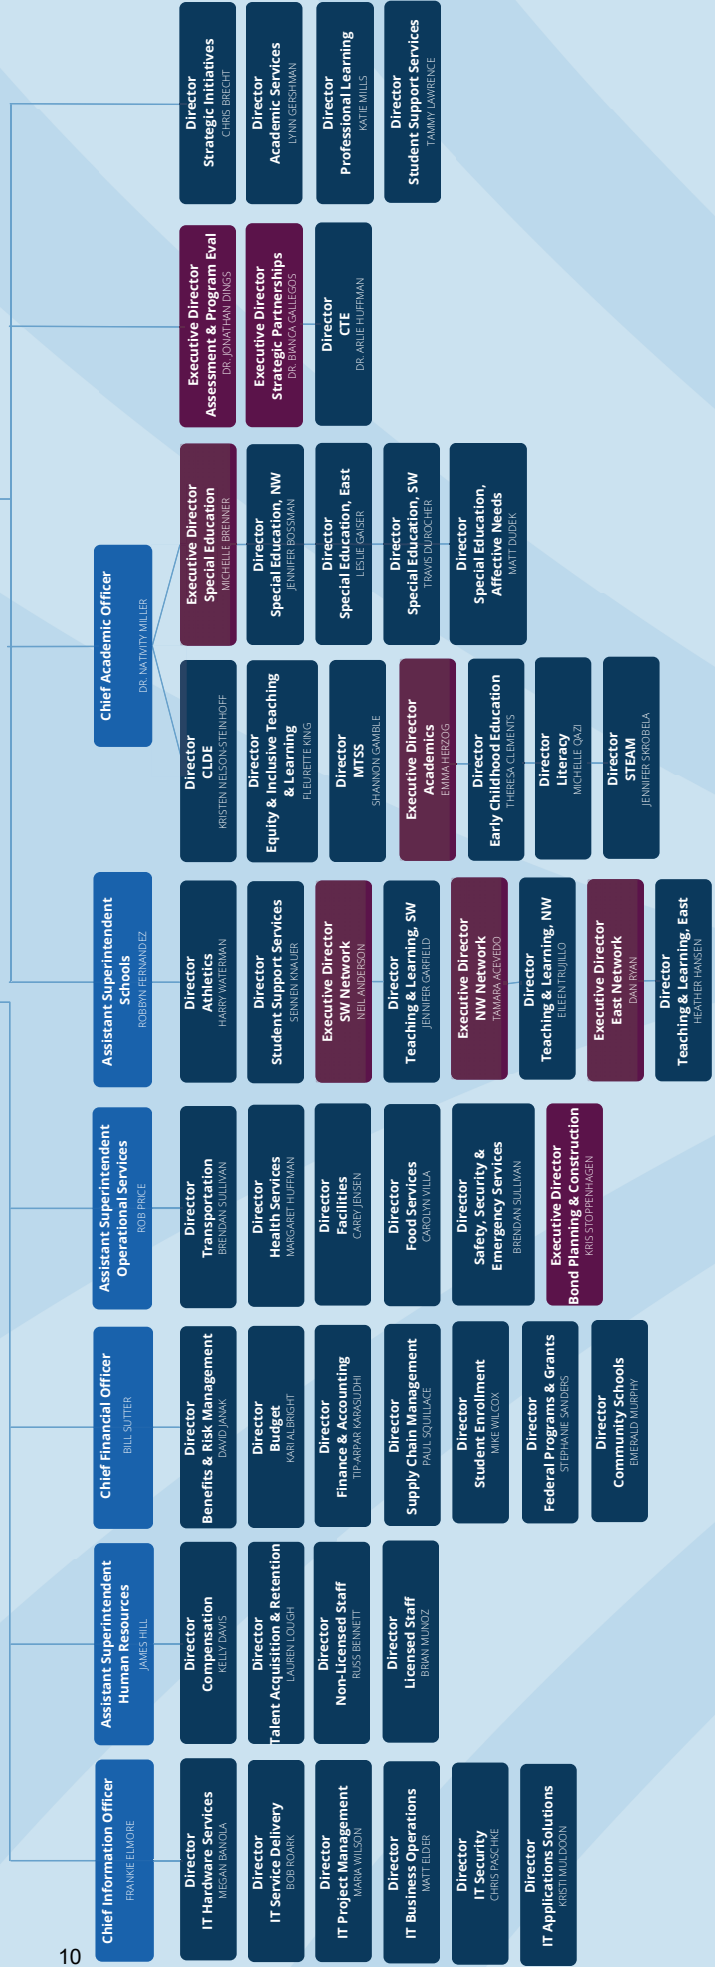 Chief Information Officer
FRANKIE ELMORE
Director
IT Hardware Services
MEGAN BANOLA
Director
IT Service Delivery
BOB ROARK
Director
IT Project Management
MARIA WILSON
Director
IT Business Operations
MATT ELDER
Director
IT Security
CHRIS PASCHKE
Director
IT Applications Solutions
KRISTI MULDOON
Assistant Superintendent
Human Resources
JAMES HILL
Director
Compensation
KELLY DAVIS
Director
Talent Acquisition & Retention
LAUREN LOUGH
Director
Non-Licensed Staff
RUSS BENNETT
Director
Licensed Staff
BRIAN MUNOZ
Chief Financial Officer
BILL SUTTER
Director
Benefits & Risk Management
DAVID JANAK
Director
Budget
KARI ALBRIGHT
Director
Finance & Accounting
TIP-ARPAR KARASUDHI
Director
Supply Chain Management
PAUL SQUILLACE
Director
Student Enrollment
MIKE WILCOX
Director
Federal Programs & Grants
STEPHANIE SANDERS
Director
Community Schools
EMERALD MURPHY
Assistant Superintendent
Operational Services
ROB PRICE
Director
Transportation
BRENDAN SULLIVAN
Director
Health Services
MARGARET HUFFMAN
Director
Facilities
CAREY JENSEN
Director
Food Services
CAROLYN VILLA
Director
Safety, Security &
Emergency Services
BRENDAN SULLIVAN
Executive Director
Bond Planning & Construction
KRIS STOPPENHAGEN
Assistant Superintendent
Schools
ROBBYN FERNANDEZ
Director
Athletics
HARRY WATERMAN
Director
Student Support Services
SENNEN KNAUER
Executive Director
SW Network
NEIL ANDERSON
Director
Teaching & Learning, SW
JENNIFER GARFIELD
Executive Director
NW Network
TAMARA ACEVEDO
Director
Teaching & Learning, NW
EILEEN TRUJILLO
Executive Director
East Network
DAN RYAN
Director
Teaching & Learning, East
HEATHER HANSEN
Chief Academic Officer
DR. NATIVITY MILLER
Director
CLDE
KRISTEN NELSON-STEINHOFF
Director
Equity & Inclusive Teaching
& Learning
FLEURETTE KING
Director
MTSS
SHANNON GAMBLE
Executive Director
Academics
EMMA HERZOG
Director
Early Childhood Education
THERESA CLEMENTS
Director
Literacy
MICHELLE QAZI
Director
STEAM
JENNIFER SKROBELA
Executive Director
Special Education
MICHELLE BRENNER
Director
Special Education, NW
JENNIFER BOSSMAN
Director
Special Education, East
LESLIE GAISER
Director
Special Education, SW
TRAVIS DUROCHER
Director
Special Education,
Affective Needs
MATT DUDEK
Executive Director
Assessment & Program Eval
DR. JONATHAN DINGS
Executive Director
Strategic Partnerships
DR. BIANCA GALLEGOS
Director
CTE
DR. ARLIE HUFFMAN
Director
Strategic Initiatives
CHRIS BRECHT
Director
Academic Services
LYNN GERSHMAN
Director
Professional Learning
KATIE MILLS
Director
Student Support Services
TAMMY LAWRENCE
10